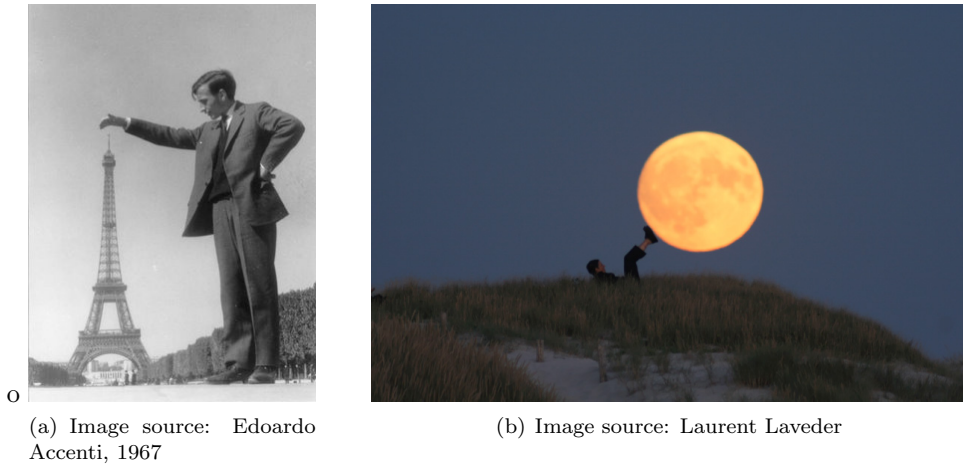 o
(a) Image source: Edoardo
Accenti, 1967
(b) Image source: Laurent Laveder